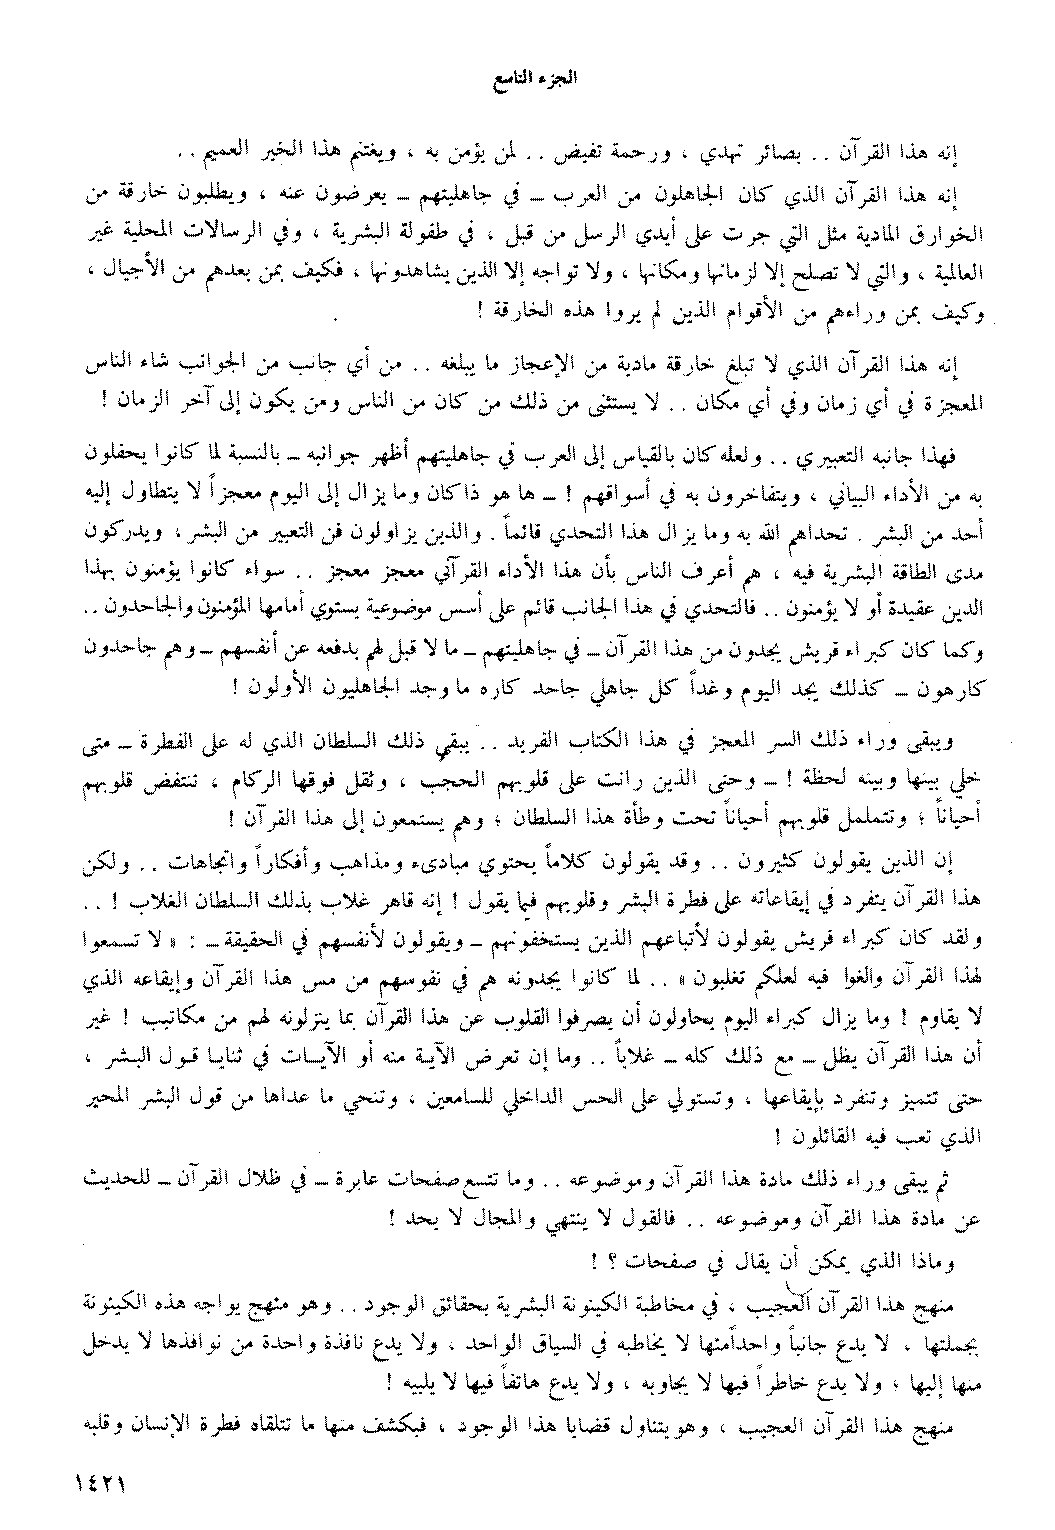 الجزء التاسع
إنه هذا القرآن .. بصائر تهدي ، ورحمة تفيض .. لمن يؤمن به ، ويغتنم هذا الخير العميم ..
إنه هذا القرآن الذي كان الجاهلون من العرب – في جاهليتهم – يعرضون عنه ، ويطلبون خارقة من
الخوارق المادية مثل التي جرت على أيدي الرسل من قبل ، في طفولة البشرية ، وفي الرسالات المحلية غير
العالمية ، والتي لا تصلح إلا لزمانها ومكانها ، ولا تواجه إلا الذين يشاهدونها ، فكيف بمن بعدهم من الأجيال ،
وكيف بمن وراءهم من الأقوام الذين لم يروا هذه الخارقة !
إنه هذا القرآن الذي لا تبلغ خارقة مادية من الإعجاز ما يبلغه .. من أي جانب من الجوانب شاء الناس
المعجزة في أي زمان وفي أي مكان .. لا يستثنى من ذلك من كان من الناس ومن يكون إلى آخر الزمان !
فهذا جانبه التعبيري .. ولعله كان بالقياس إلى العرب في جاهليتهم أظهر جوانبه – بالنسبة لما كانوا يحفلون
به من الأداء البياني ، ويتفاخرون به في أسواقهم ! – ها هو ذا كان وما يزال إلى اليوم معجزاً لا يتطاول إليه
أحد من البشر . تحداهم الله به وما يزال هذا التحدي قائماً . والذين يزاولون فن التعبير من البشر ، ويدركون
مدى الطاقة البشرية فيه ، هم أعرف الناس بأن هذا الأداء القرآني معجز معجز .. سواء كانوا يؤمنون بهذا
الدين عقيدة أو لا يؤمنون .. فالتحدي في هذا الجانب قائم على أسس موضوعية يستوي أمامها المؤمنون والجاحدون ..
وكما كان كبراء قريش يجدون من هذا القرآن – في جاهليتهم – ما لا قبل لهم بدفعه عن أنفسهم – وهم جاحدون
كارهون – كذلك يجد اليوم وغداً كل جاهلي جاحد كاره ما وجد الجاهليون الأولون !
ويبقى وراء ذلك السر المعجز في هذا الكتاب الفريد .. يبقى ذلك السلطان الذي له على الفطرة – متى
خلي بينها وبينه لحظة ! – وحتى الذين رانت على قلوبهم الحجب ، وثقل فوقها الركام ، تنتفض قلوبهم
أحياناً ؛ وتتململ قلوبهم أحياناً تحت وطأة هذا السلطان ؛ وهم يستمعون إلى هذا القرآن !
إن الذين يقولون كثيرون .. وقد يقولون كلاماً يحتوي مبادىء ومذاهب وأفكاراً واتجاهات .. ولكن
هذا القرآن يتفرد في إيقاعاته على فطرة البشر وقلوبهم فيما يقول ! إنه قاهر غلاب بذلك السلطان الغلاب ! ..
ولقد كان كبراء قريش يقولون لأتباعهم الذين يستخفونهم – ويقولون لأنفسهم في الحقيقة – : « لا تسمعوا
لهذا القرآن والغوا فيه لعلكم تغلبون » .. لما كانوا يجدونه هم في نفوسهم من مس هذا القرآن وإيقاعه الذي
لا يقاوم ! وما يزال كبراء اليوم يحاولون أن يصرفوا القلوب عن هذا القرآن بما ينزلونه لهم من مكاتيب ! غير
أن هذا القرآن يظل – مع ذلك كله – غلاباً .. وما إن تعرض الآية منه أو الآيات في ثنايا قول البشر ،
حتى تتميز وتنفرد بإيقاعها ، وتستولي على الحس الداخلي للسامعين ، وتنحي ما عداها من قول البشر المحير
الذي تعب فيه القائلون !
ثم يبقى وراء ذلك مادة هذا القرآن وموضوعه .. وما تتسع صفحات عابرة – في ظلال القرآن – للحديث
عن مادة هذا القرآن وموضوعه .. فالقول لا ينتهي والمجال لا يحد !
وماذا الذي يمكن أن يقال في صفحات ؟ !
منهج هذا القرآن العجيب ، في مخاطبة الكينونة البشرية بحقائق الوجود .. وهو منهج يواجه هذه الكينونة
بجملتها ، لا يدع جانباً واحداًمنها لا يخاطبه في السياق الواحد ، ولا يدع نافذة واحدة من نوافذها لا يدخل
منها إليها ؛ ولا يدع خاطراً فيها لا يجاوبه ، ولا يدع هاتفاً فيها لا يلبيه !
منهج هذا القرآن العجيب ، وهو يتناول قضايا هذا الوجود ، فيكشف منها ما تتلقاه فطرة الإنسان وقلبه
١٤٢١